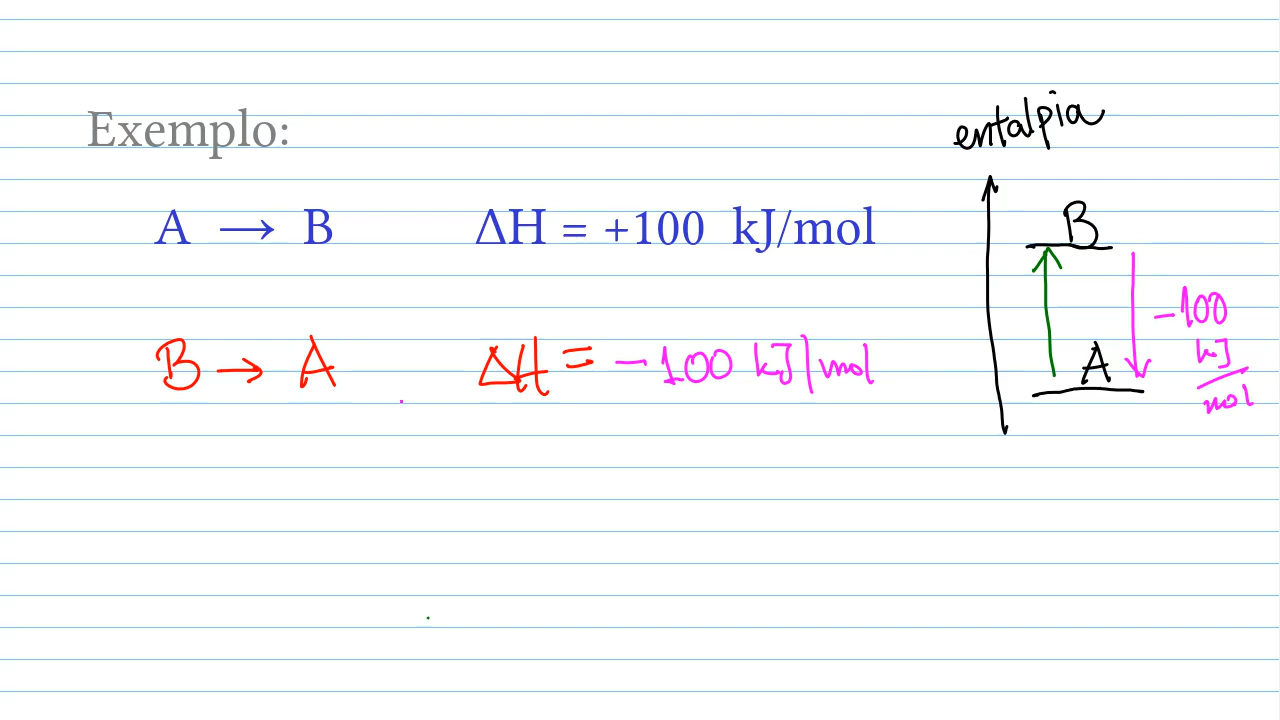 Exemplo:
A → B ΔH = +100 kJ/mol
B → A ΔH = -100 kJ/mol
entalpia
B
-100
kJ
mol
A